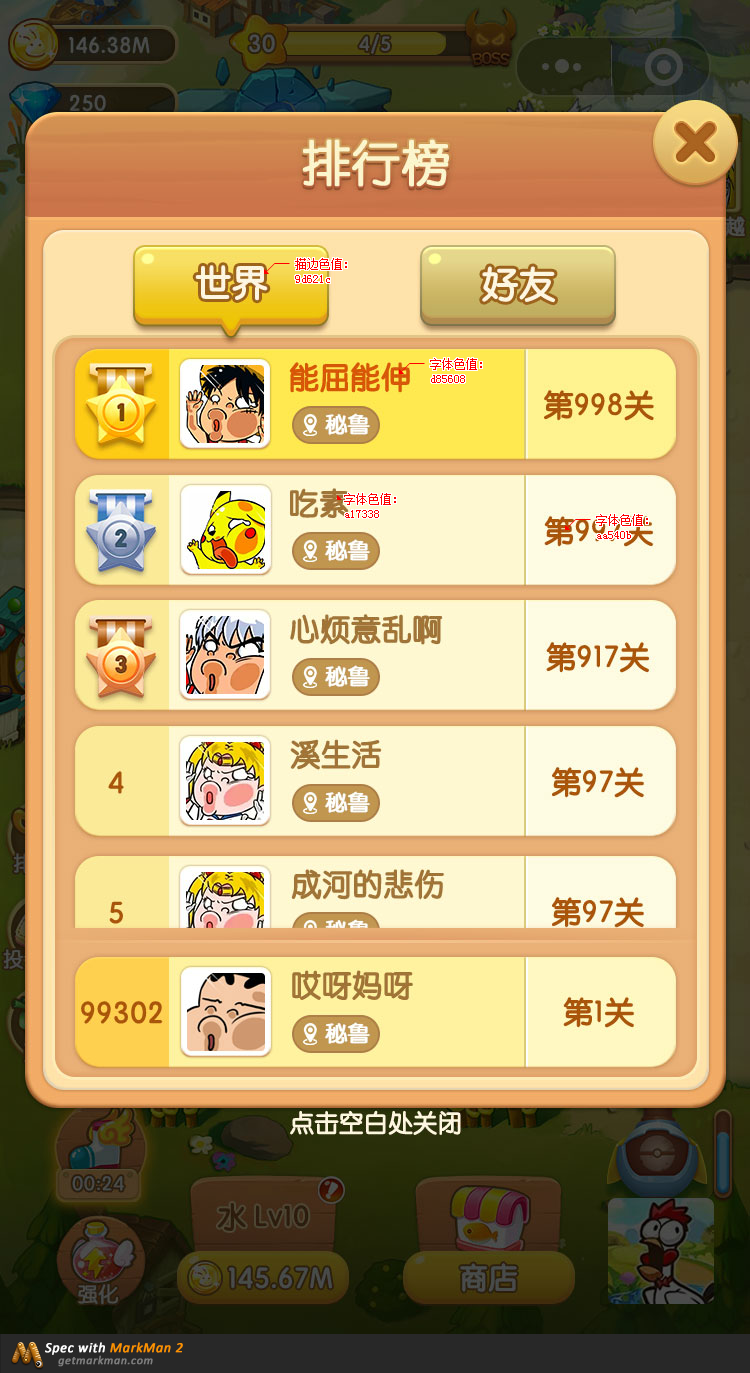 146.38M
30
4/5
BOSS
250
越
排行榜
世界
描边色值:
9d621c
好友
1
能屈能伸
字体色值:
d85608
秘鲁
第998关
2
吃素
字体色值:
a17338
秘鲁
字体色值:
aa540b
3
心烦意乱啊
秘鲁
第917关
4
溪生活
秘鲁
第97关
5
成河的悲伤
秘鲁
第97关
投
99302
哎呀妈呀
秘鲁
第1关
点击空白处关闭
00:24
水 Lv10
145.67M
强化
商店
Spec with MarkMan 2
getmarkman.com